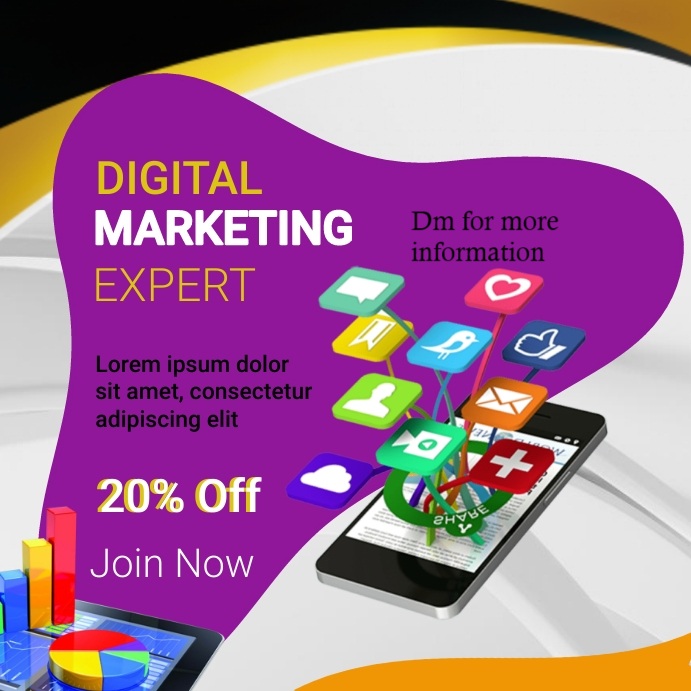 DIGITAL
MARKETING
EXPERT
Dm for more
information
Lorem ipsum dolor
sit amet, consectetur
adipiscing elit
20% Off
Join Now
SHARE